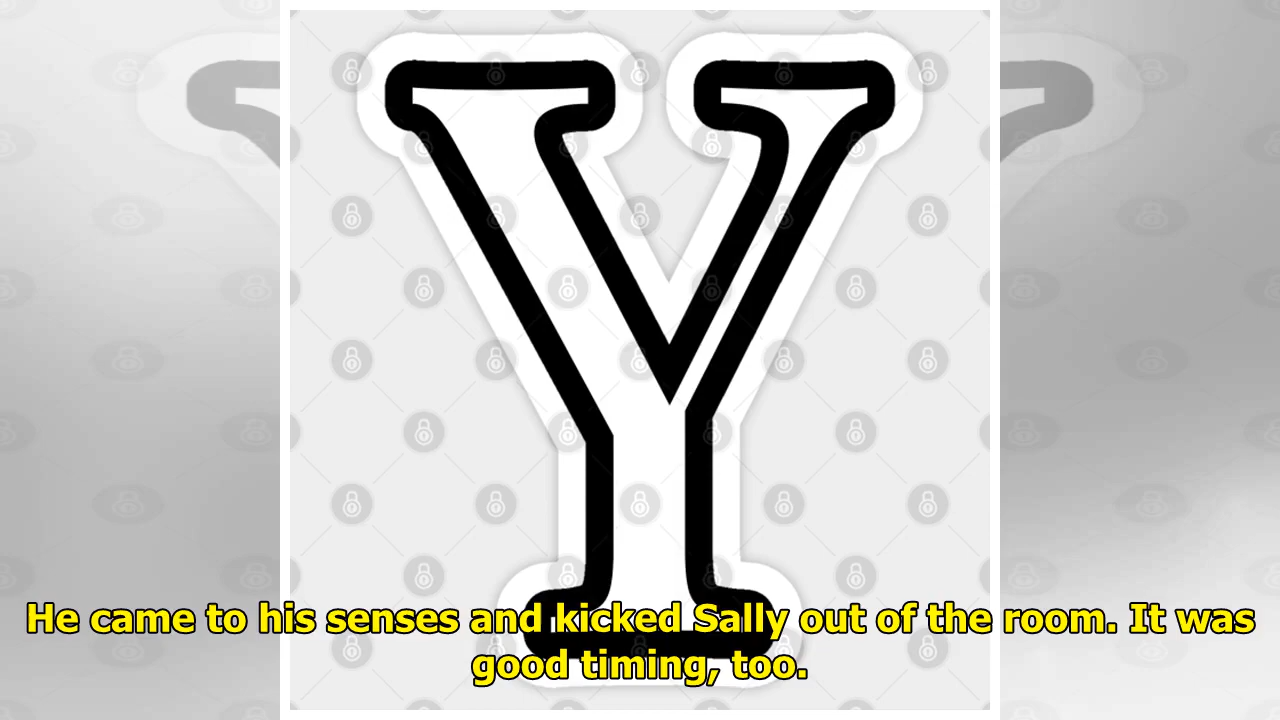 Y
He came to his senses and kicked Sally out of the room. It was
good timing, too.